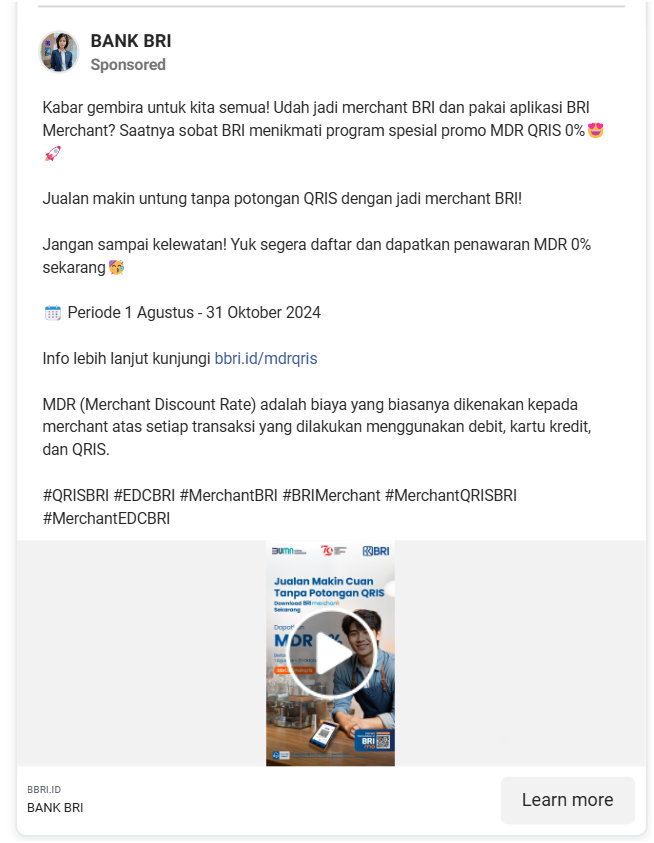 BANK BRI
Sponsored
Kabar gembira untuk kita semua! Udah jadi merchant BRI dan pakai aplikasi BRI
Merchant? Saatnya sobat BRI menikmati program spesial promo MDR QRIS 0%😍
🚀
Jualan makin untung tanpa potongan QRIS dengan jadi merchant BRI!
Jangan sampai kelewatan! Yuk segera daftar dan dapatkan penawaran MDR 0%
sekarang🥳
🗓️ Periode 1 Agustus - 31 Oktober 2024
Info lebih lanjut kunjungi bbri.id/mdrqris
MDR (Merchant Discount Rate) adalah biaya yang biasanya dikenakan kepada
merchant atas setiap transaksi yang dilakukan menggunakan debit, kartu kredit,
dan QRIS.
#QRISBRI #EDCBRI #MerchantBRI #BRIMerchant #MerchantQRISBRI
#MerchantEDCBRI
BUMN
BRI
Jualan Makin Cuan
Tanpa Potongan QRIS
Download BRImerchant
Sekarang
MDR
BRI
BBRI.ID
BANK BRI
Learn more